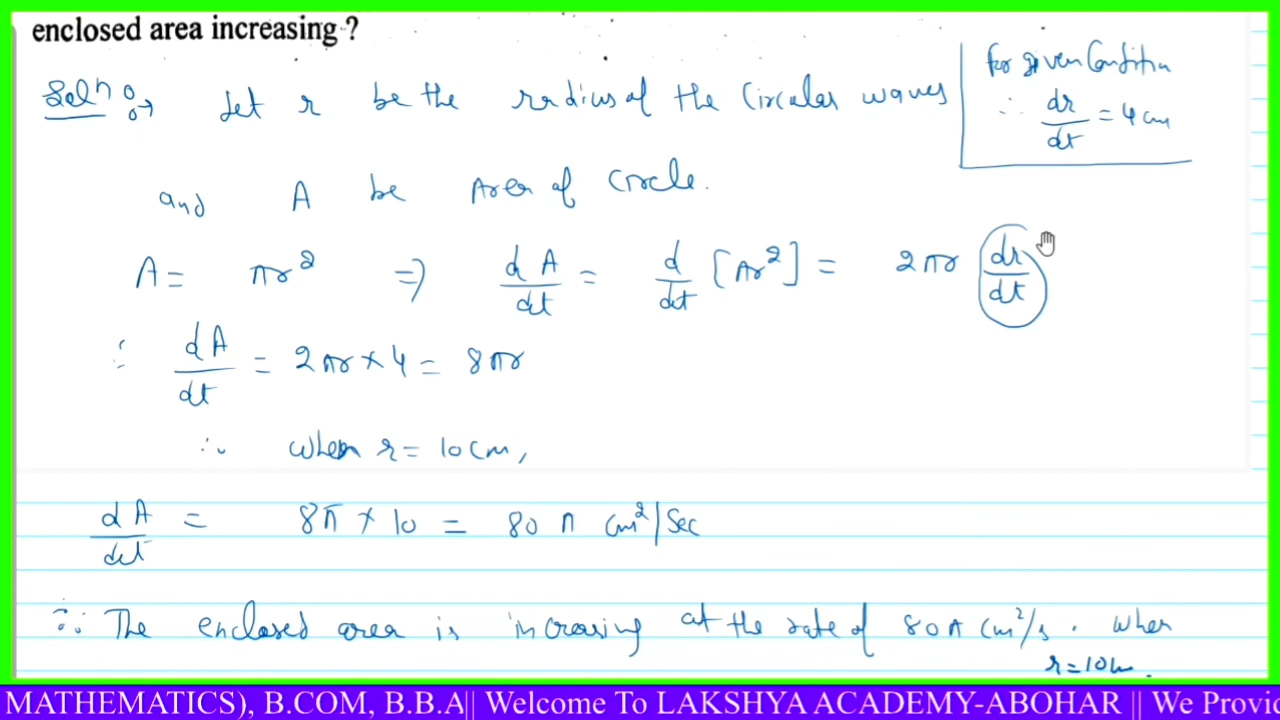 enclosed area increasing ?
Solⁿ :→ Let r be the radius of the Circular waves
for given Condition
∴ dr/dt = 4 cm
and A be Area of Circle.
A = πr² ⇒ dA/dt = d/dt [πr²] = 2πr dr/dt
∴ dA/dt = 2πr × 4 = 8πr
∴ when r = 10 cm,
dA/dt = 8π × 10 = 80 π cm²/Sec
∴ The enclosed area is increasing at the rate of 80π cm²/s . when
r = 10cm.
MATHEMATICS), B.COM, B.B.A|| Welcome To LAKSHYA ACADEMY-ABOHAR || We Provid